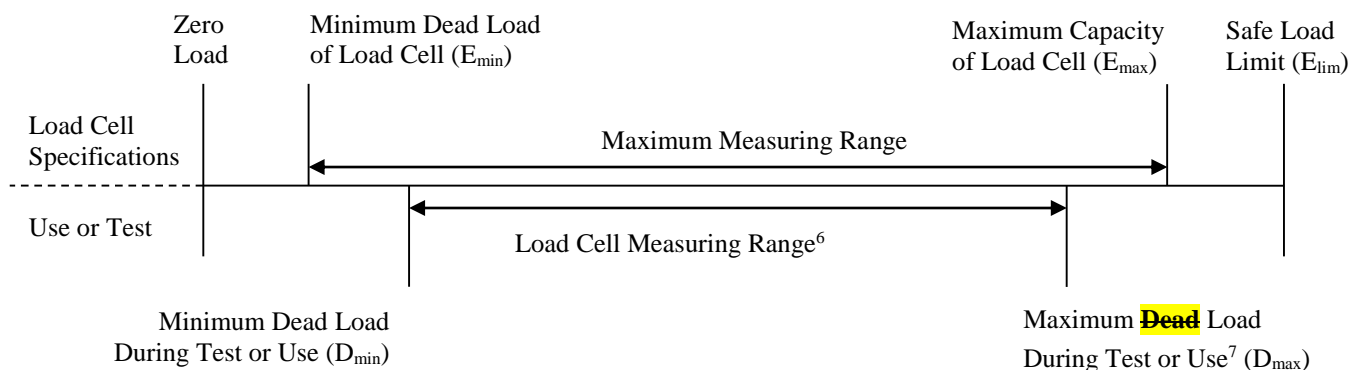 Zero
Load
Minimum Dead Load
of Load Cell (Eₘᵢₙ)
Maximum Capacity
of Load Cell (Eₘₐₓ)
Safe Load
Limit (Eₗᵢₘ)
Load Cell
Specifications
Maximum Measuring Range
Use or Test
Load Cell Measuring Range⁶
Minimum Dead Load
During Test or Use (Dₘᵢₙ)
Maximum Dead Load
During Test or Use⁷ (Dₘₐₓ)